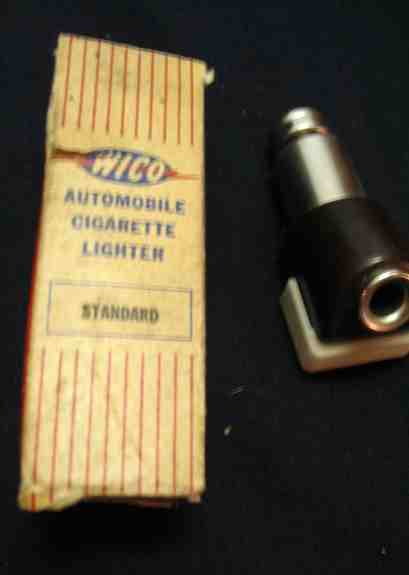 WICO
AUTOMOBILE
CIGARETTE
LIGHTER
STANDARD